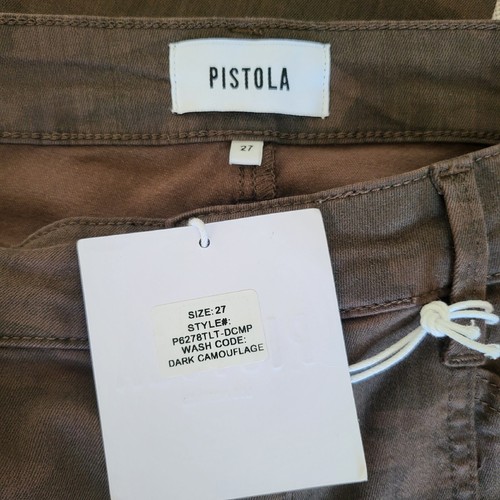 PISTOLA
27
SIZE: 27
STYLE#:
P6278TLT-DCMP
WASH CODE:
DARK CAMOUFLAGE